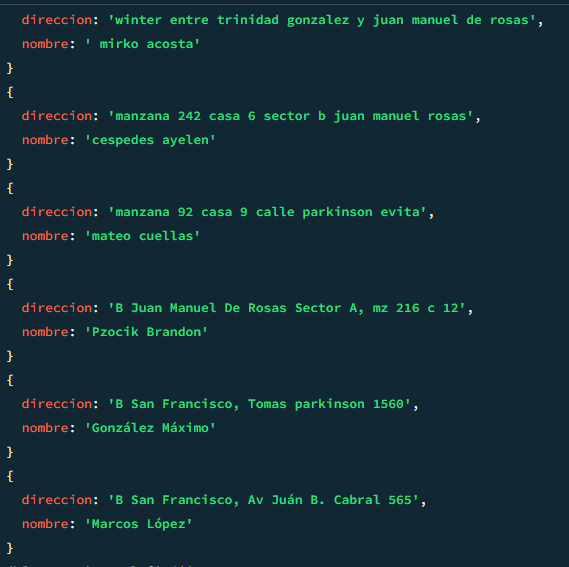 direccion: 'winter entre trinidad gonzalez y juan manuel de rosas',
nombre: ' mirko acosta'
}
{
direccion: 'manzana 242 casa 6 sector b juan manuel rosas',
nombre: 'cespedes ayelen'
}
{
direccion: 'manzana 92 casa 9 calle parkinson evita',
nombre: 'mateo cuellas'
}
{
direccion: 'B Juan Manuel De Rosas Sector A, mz 216 c 12',
nombre: 'Pzocik Brandon'
}
{
direccion: 'B San Francisco, Tomas parkinson 1560',
nombre: 'González Máximo'
}
{
direccion: 'B San Francisco, Av Juán B. Cabral 565',
nombre: 'Marcos López'
}